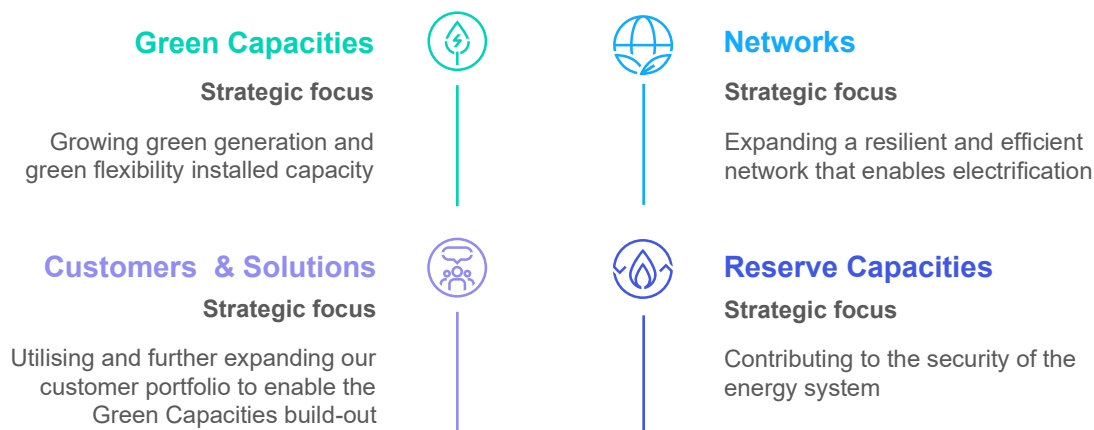 Green Capacities
Strategic focus
Growing green generation and
green flexibility installed capacity
Networks
Strategic focus
Expanding a resilient and efficient
network that enables electrification
Customers & Solutions
Strategic focus
Utilising and further expanding our
customer portfolio to enable the
Green Capacities build-out
Reserve Capacities
Strategic focus
Contributing to the security of the
energy system